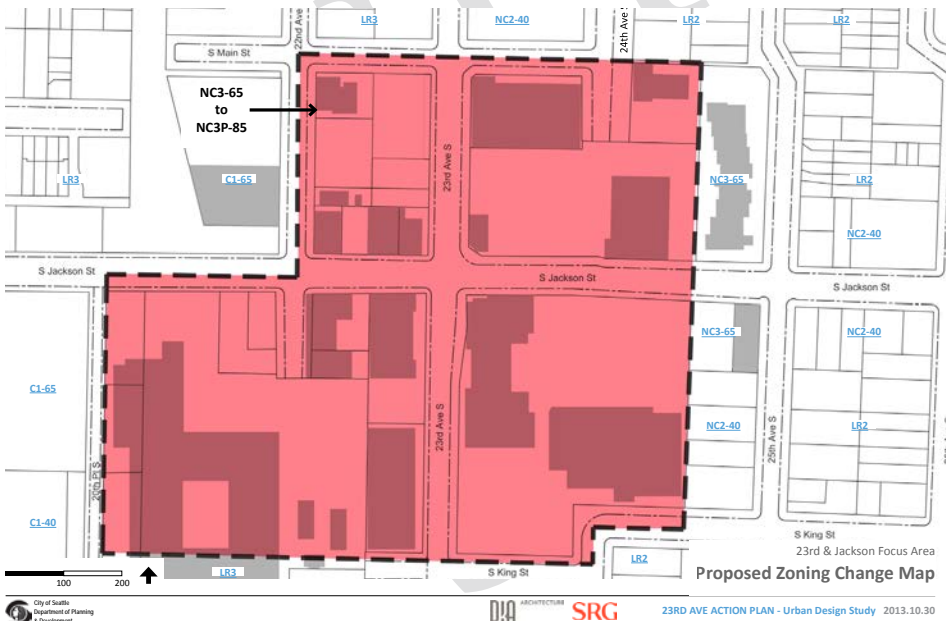 LR3
NC2-40
LR2
LR2
22nd Ave S
24th Ave S
S Main St
NC3-65
to
NC3P-85
23rd Ave S
LR3
C1-65
NC3-65
LR2
NC2-40
S Jackson St
S Jackson St
S Jackson St
NC3-65
NC2-40
C1-65
23rd Ave S
NC2-40
LR2
25th Ave S
20th Pl S
C1-40
S King St
LR3
S King St
LR2
100
200
23rd & Jackson Focus Area
Proposed Zoning Change Map
City of Seattle
Department of Planning
& Development
ARCHITECTURE
SRG
23RD AVE ACTION PLAN - Urban Design Study 2013.10.30